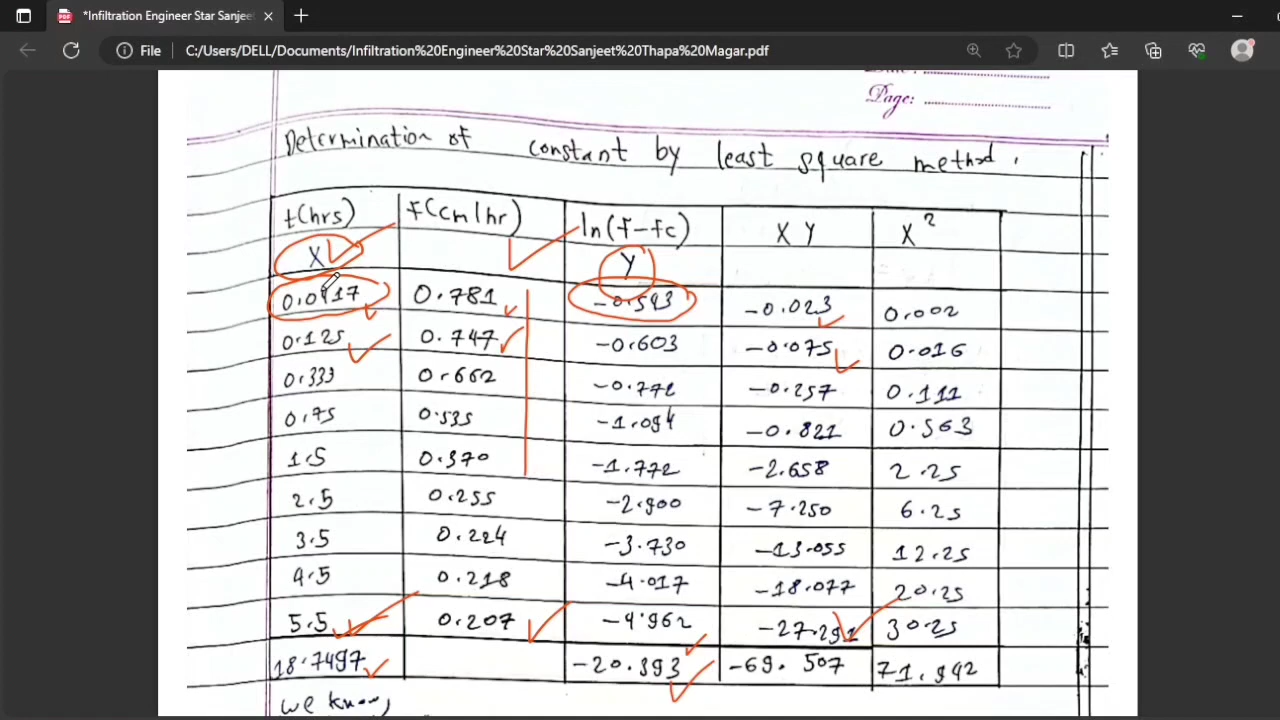 *Infiltration Engineer Star Sanjee
File C:/Users/DELL/Documents/Infiltration%20Engineer%20Star%20Sanjeet%20Thapa%20Magar.pdf
Page:
Determination of constant by least square method.
t(hrs) f(cm/hr) ln(f-fc) XY X²
X Y
0.0417 0.781 -0.543 -0.023 0.002
0.125 0.747 -0.603 -0.075 0.016
0.333 0.662 -0.772 -0.257 0.111
0.75 0.535 -1.094 -0.821 0.563
1.5 0.370 -1.772 -2.658 2.25
2.5 0.255 -2.900 -7.250 6.25
3.5 0.224 -3.730 -13.055 12.25
4.5 0.218 -4.017 -18.077 20.25
5.5 0.207 -4.962 -27.291 30.25
18.7497 -20.393 -69.507 71.942
we know,